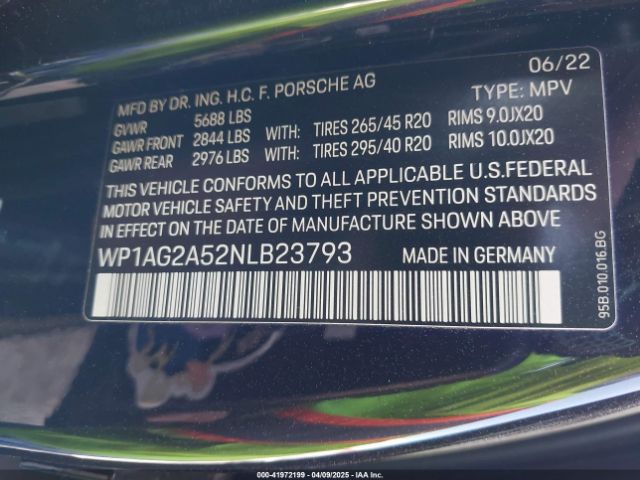 06/22
MFD BY DR. ING. H.C. F. PORSCHE AG
TYPE: MPV
GVWR 5688 LBS
GAWR FRONT 2844 LBS WITH: TIRES 265/45 R20 RIMS 9.0JX20
GAWR REAR 2976 LBS WITH: TIRES 295/40 R20 RIMS 10.0JX20
THIS VEHICLE CONFORMS TO ALL APPLICABLE U.S.FEDERAL
MOTOR VEHICLE SAFETY AND THEFT PREVENTION STANDARDS
IN EFFECT ON THE DATE OF MANUFACTURE SHOWN ABOVE
WP1AG2A52NLB23793
MADE IN GERMANY
95B.010.016.BG
000-41972199 | 04/09/2025 | IAAI.COM